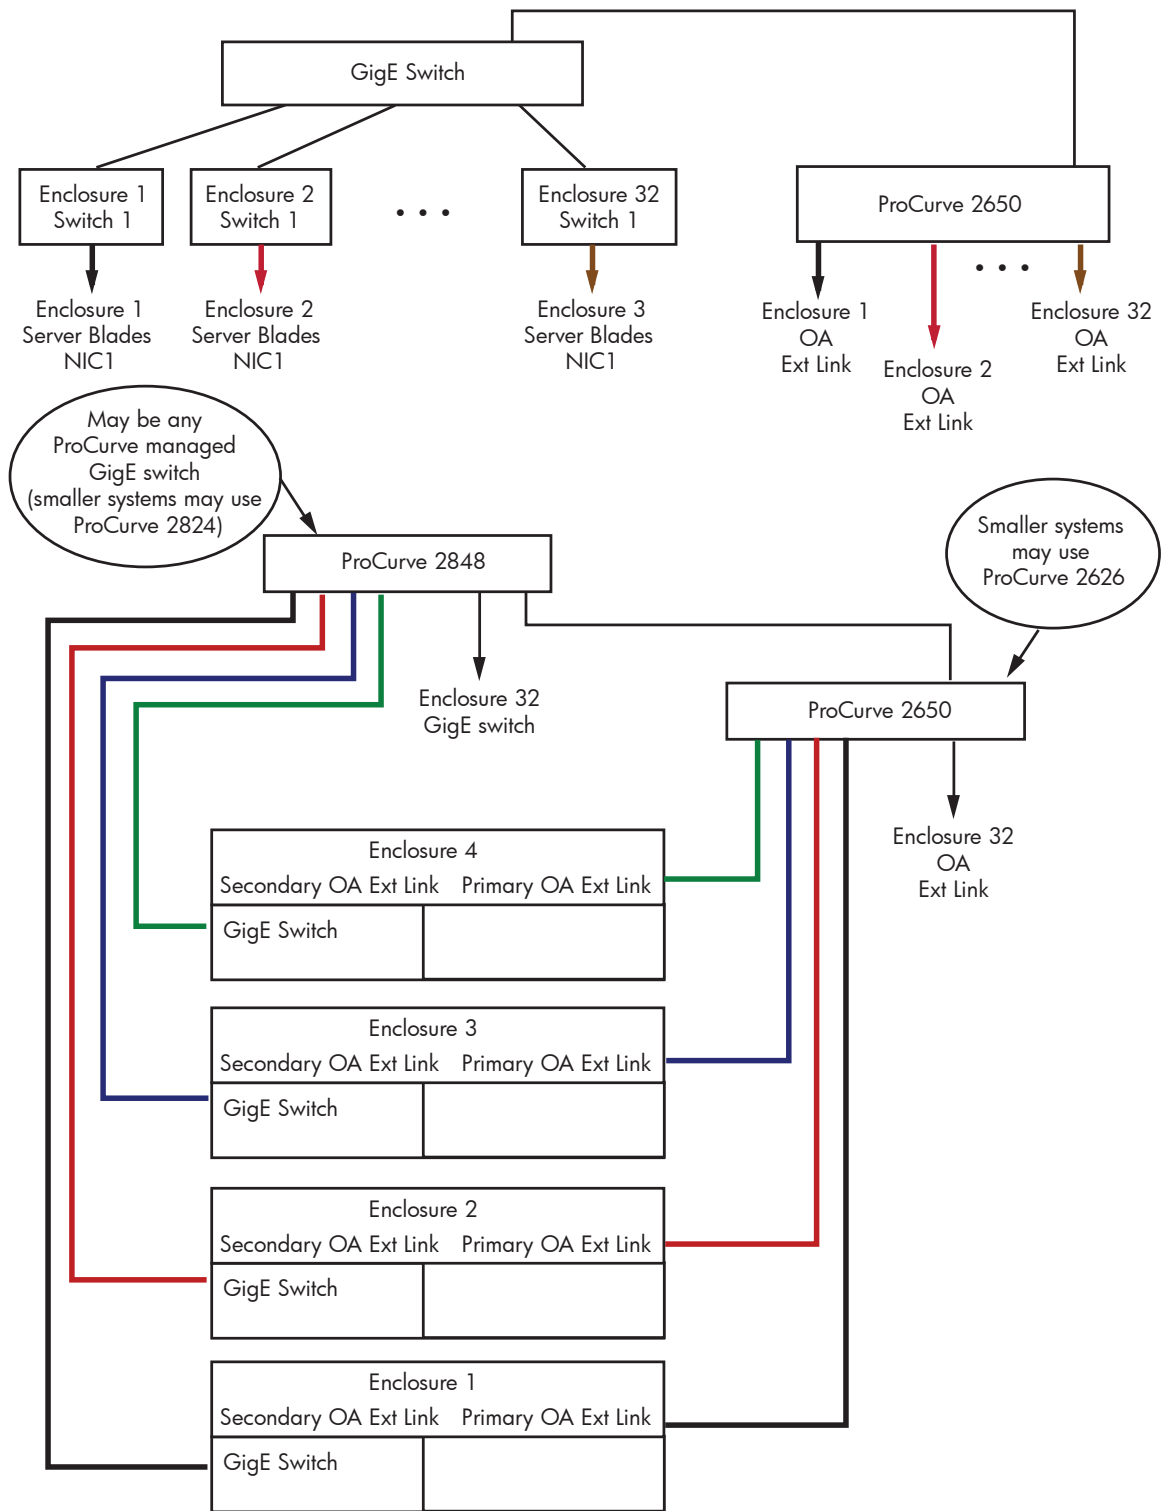 GigE Switch
Enclosure 1
Switch 1
Enclosure 2
Switch 1
. . .
Enclosure 32
Switch 1
ProCurve 2650
Enclosure 1
Server Blades
NIC1
Enclosure 2
Server Blades
NIC1
Enclosure 3
Server Blades
NIC1
. . .
Enclosure 1
OA
Ext Link
Enclosure 2
OA
Ext Link
Enclosure 32
OA
Ext Link
May be any
ProCurve managed
GigE switch
(smaller systems may use
ProCurve 2824)
Smaller systems
may use
ProCurve 2626
ProCurve 2848
Enclosure 32
GigE switch
ProCurve 2650
Enclosure 32
OA
Ext Link
Enclosure 4
Secondary OA Ext Link Primary OA Ext Link
GigE Switch
Enclosure 3
Secondary OA Ext Link Primary OA Ext Link
GigE Switch
Enclosure 2
Secondary OA Ext Link Primary OA Ext Link
GigE Switch
Enclosure 1
Secondary OA Ext Link Primary OA Ext Link
GigE Switch